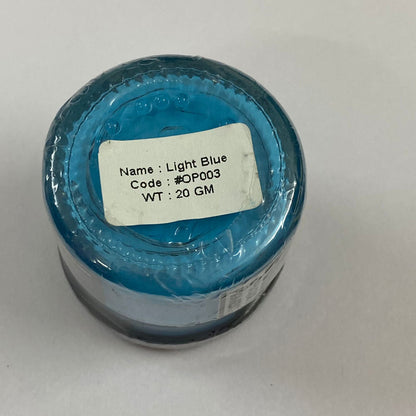 Name : Light Blue
Code : #OP003
WT : 20 GM